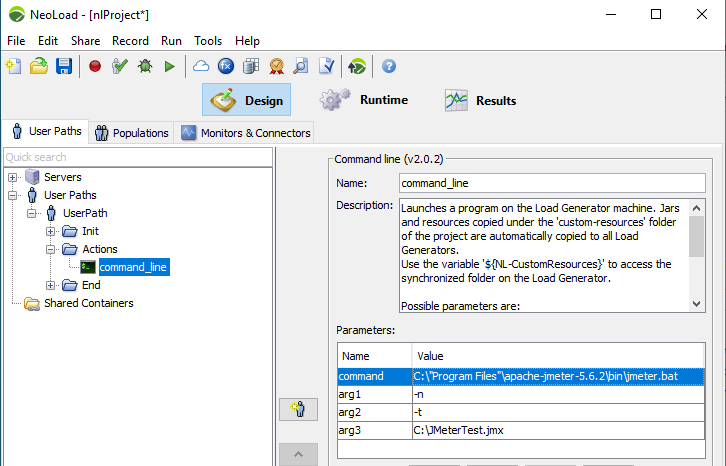 NeoLoad - [nlProject*]
File Edit Share Record Run Tools Help
Design Runtime Results
User Paths Populations Monitors & Connectors
Quick search
Servers
User Paths
UserPath
Init
Actions
command_line
End
Shared Containers
Command line (v2.0.2)
Name: command_line
Description: Launches a program on the Load Generator machine. Jars
and resources copied under the 'custom-resources' folder
of the project are automatically copied to all Load
Generators.
Use the variable '${NL-CustomResources}' to access the
synchronized folder on the Load Generator.
Possible parameters are:
Parameters:
Name Value
command C:\"Program Files"\apache-jmeter-5.6.2\bin\jmeter.bat
arg1 -n
arg2 -t
arg3 C:\JMeterTest.jmx